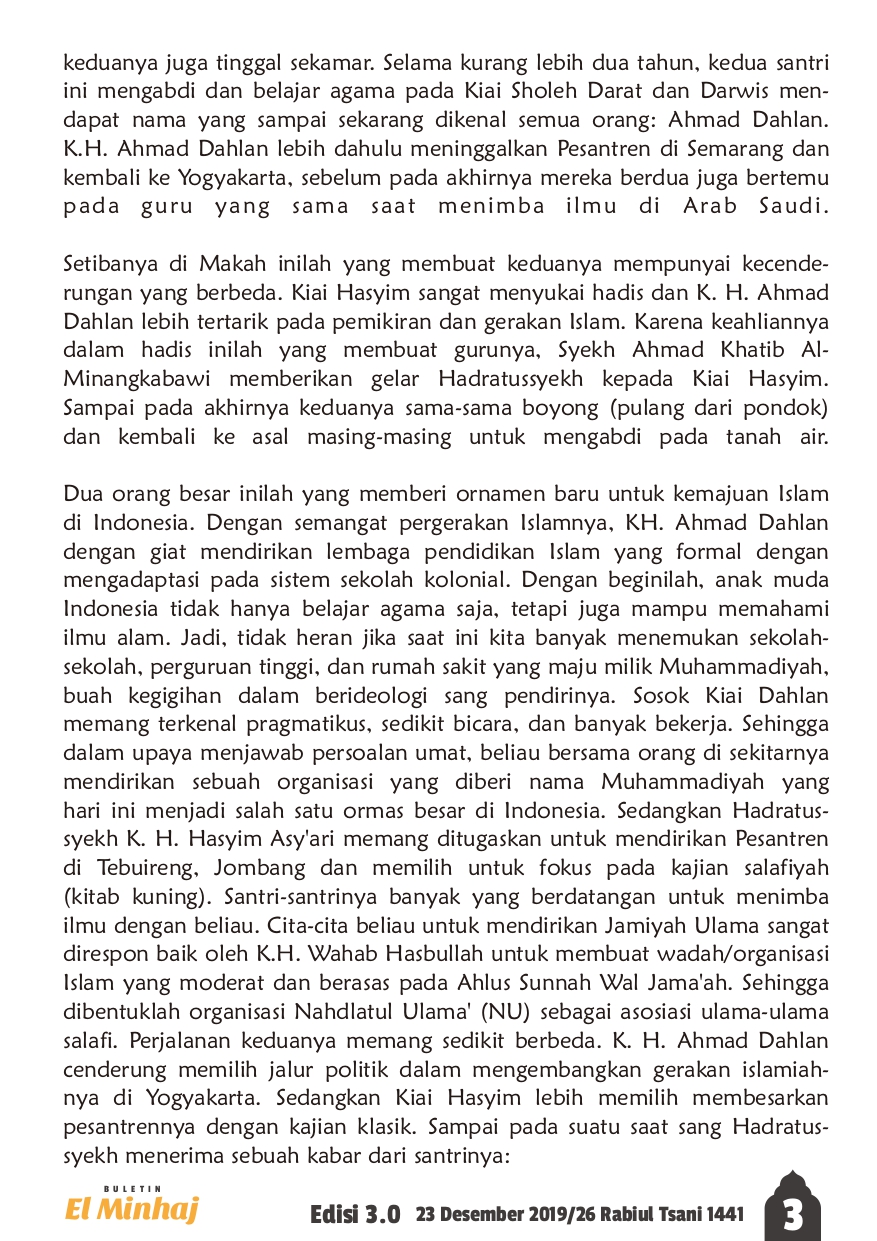 keduanya juga tinggal sekamar. Selama kurang lebih dua tahun, kedua santri
ini mengabdi dan belajar agama pada Kiai Sholeh Darat dan Darwis men-
dapat nama yang sampai sekarang dikenal semua orang: Ahmad Dahlan.
K.H. Ahmad Dahlan lebih dahulu meninggalkan Pesantren di Semarang dan
kembali ke Yogyakarta, sebelum pada akhirnya mereka berdua juga bertemu
pada guru yang sama saat menimba ilmu di Arab Saudi.

Setibanya di Makah inilah yang membuat keduanya mempunyai kecende-
rungan yang berbeda. Kiai Hasyim sangat menyukai hadis dan K. H. Ahmad
Dahlan lebih tertarik pada pemikiran dan gerakan Islam. Karena keahliannya
dalam hadis inilah yang membuat gurunya, Syekh Ahmad Khatib Al-
Minangkabawi memberikan gelar Hadratussyekh kepada Kiai Hasyim.
Sampai pada akhirnya keduanya sama-sama boyong (pulang dari pondok)
dan kembali ke asal masing-masing untuk mengabdi pada tanah air.

Dua orang besar inilah yang memberi ornamen baru untuk kemajuan Islam
di Indonesia. Dengan semangat pergerakan Islamnya, KH. Ahmad Dahlan
dengan giat mendirikan lembaga pendidikan Islam yang formal dengan
mengadaptasi pada sistem sekolah kolonial. Dengan beginilah, anak muda
Indonesia tidak hanya belajar agama saja, tetapi juga mampu memahami
ilmu alam. Jadi, tidak heran jika saat ini kita banyak menemukan sekolah-
sekolah, perguruan tinggi, dan rumah sakit yang maju milik Muhammadiyah,
buah kegigihan dalam berideologi sang pendirinya. Sosok Kiai Dahlan
memang terkenal pragmatikus, sedikit bicara, dan banyak bekerja. Sehingga
dalam upaya menjawab persoalan umat, beliau bersama orang di sekitarnya
mendirikan sebuah organisasi yang diberi nama Muhammadiyah yang
hari ini menjadi salah satu ormas besar di Indonesia. Sedangkan Hadratus-
syekh K. H. Hasyim Asy'ari memang ditugaskan untuk mendirikan Pesantren
di Tebuireng, Jombang dan memilih untuk fokus pada kajian salafiyah
(kitab kuning). Santri-santrinya banyak yang berdatangan untuk menimba
ilmu dengan beliau. Cita-cita beliau untuk mendirikan Jamiyah Ulama sangat
direspon baik oleh K.H. Wahab Hasbullah untuk membuat wadah/organisasi
Islam yang moderat dan berasas pada Ahlus Sunnah Wal Jama'ah. Sehingga
dibentuklah organisasi Nahdlatul Ulama' (NU) sebagai asosiasi ulama-ulama
salafi. Perjalanan keduanya memang sedikit berbeda. K. H. Ahmad Dahlan
cenderung memilih jalur politik dalam mengembangkan gerakan islamiah-
nya di Yogyakarta. Sedangkan Kiai Hasyim lebih memilih membesarkan
pesantrennya dengan kajian klasik. Sampai pada suatu saat sang Hadratus-
syekh menerima sebuah kabar dari santrinya:
BULETIN
El Minhaj
Edisi 3.0 23 Desember 2019/26 Rabiul Tsani 1441
3